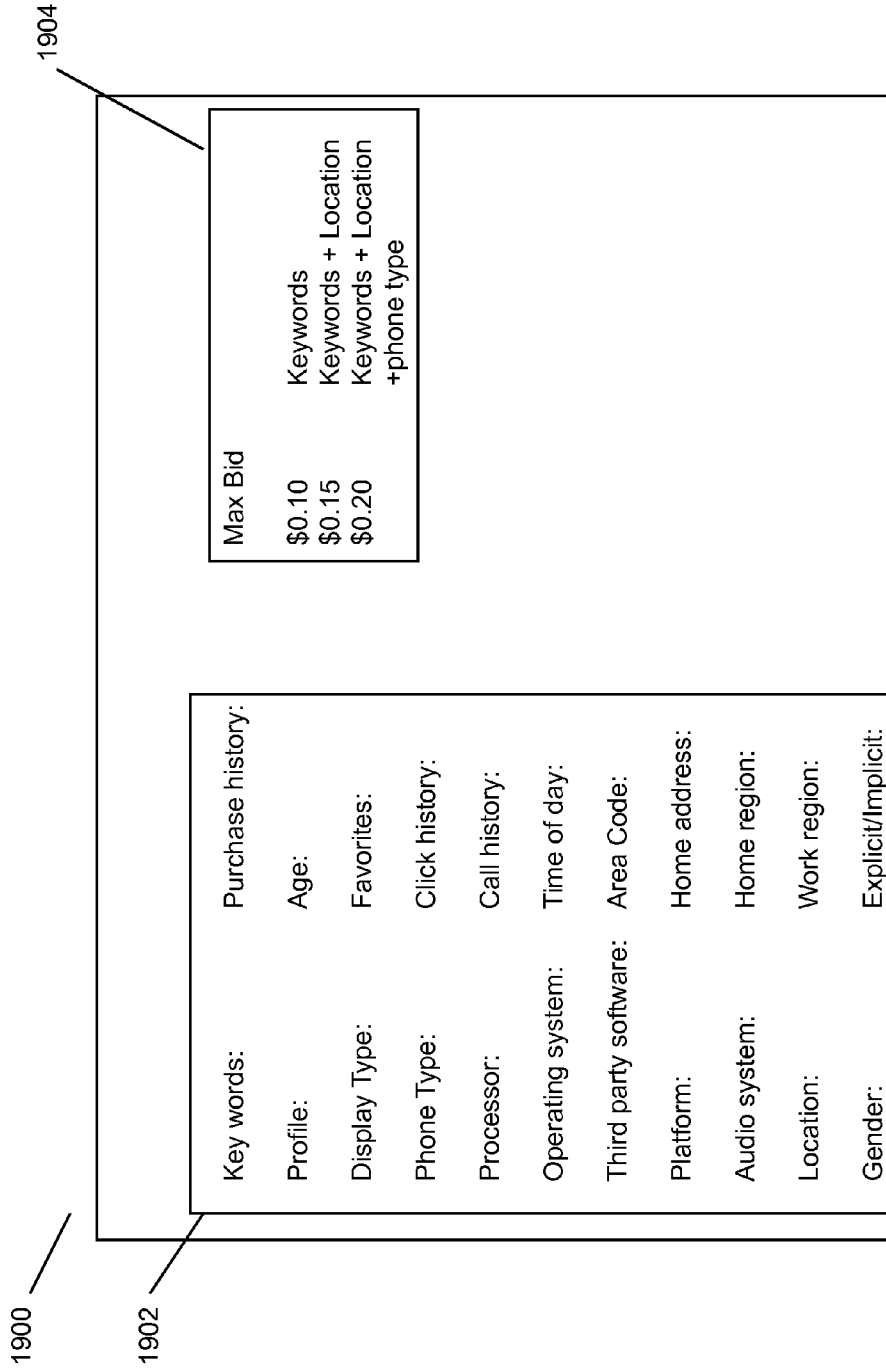 1900
1902
1904
Key words:
Profile:
Display Type:
Phone Type:
Processor:
Operating system:
Third party software:
Platform:
Audio system:
Location:
Gender:
Purchase history:
Age:
Favorites:
Click history:
Call history:
Time of day:
Area Code:
Home address:
Home region:
Work region:
Explicit/Implicit:
Max Bid
$0.10 Keywords
$0.15 Keywords + Location
$0.20 Keywords + Location
+phone type